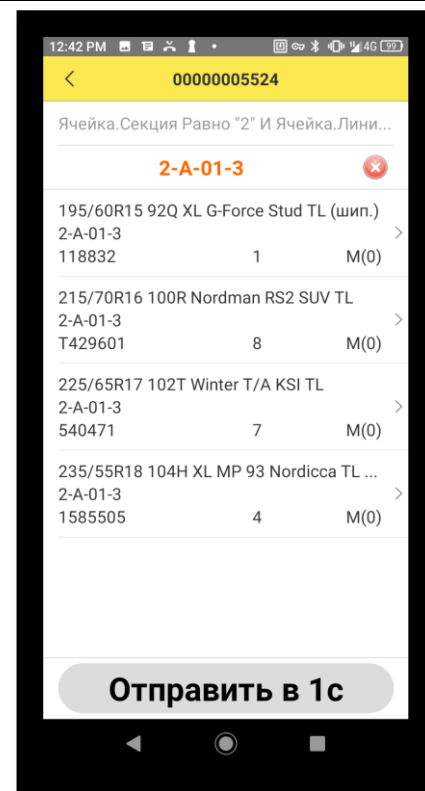 12:42 PM 4G 99
00000005524
Ячейка.Секция Равно "2" И Ячейка.Лини...
2-A-01-3
195/60R15 92Q XL G-Force Stud TL (шип.)
2-A-01-3
118832 1 M(0)
215/70R16 100R Nordman RS2 SUV TL
2-A-01-3
T429601 8 M(0)
225/65R17 102T Winter T/A KSI TL
2-A-01-3
540471 7 M(0)
235/55R18 104H XL MP 93 Nordicca TL ...
2-A-01-3
1585505 4 M(0)
Отправить в 1с